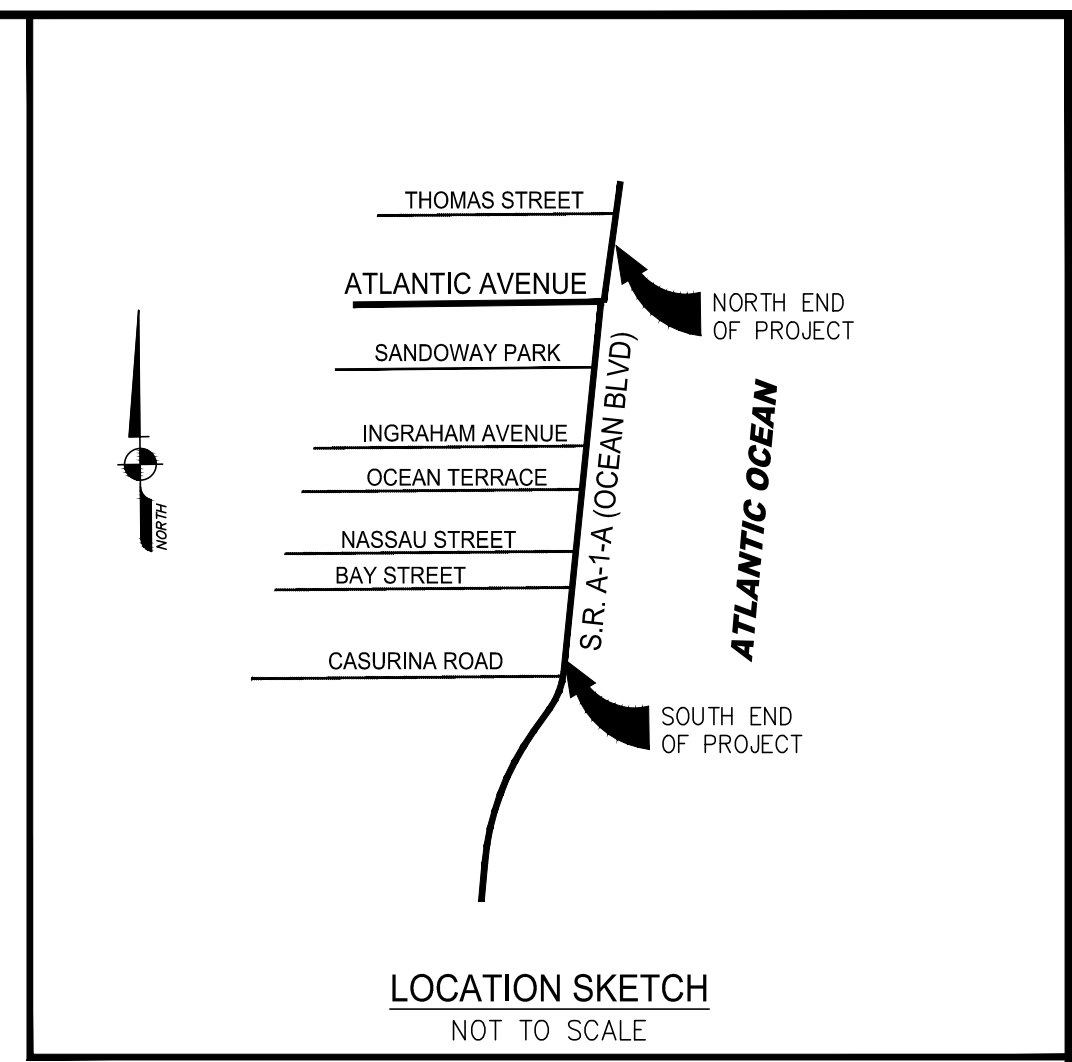 THOMAS STREET
ATLANTIC AVENUE
NORTH END
OF PROJECT
SANDOWAY PARK
INGRAHAM AVENUE
OCEAN TERRACE
NASSAU STREET
BAY STREET
CASURINA ROAD
S.R. A-1-A (OCEAN BLVD)
ATLANTIC OCEAN
NORTH
SOUTH END
OF PROJECT
LOCATION SKETCH
NOT TO SCALE